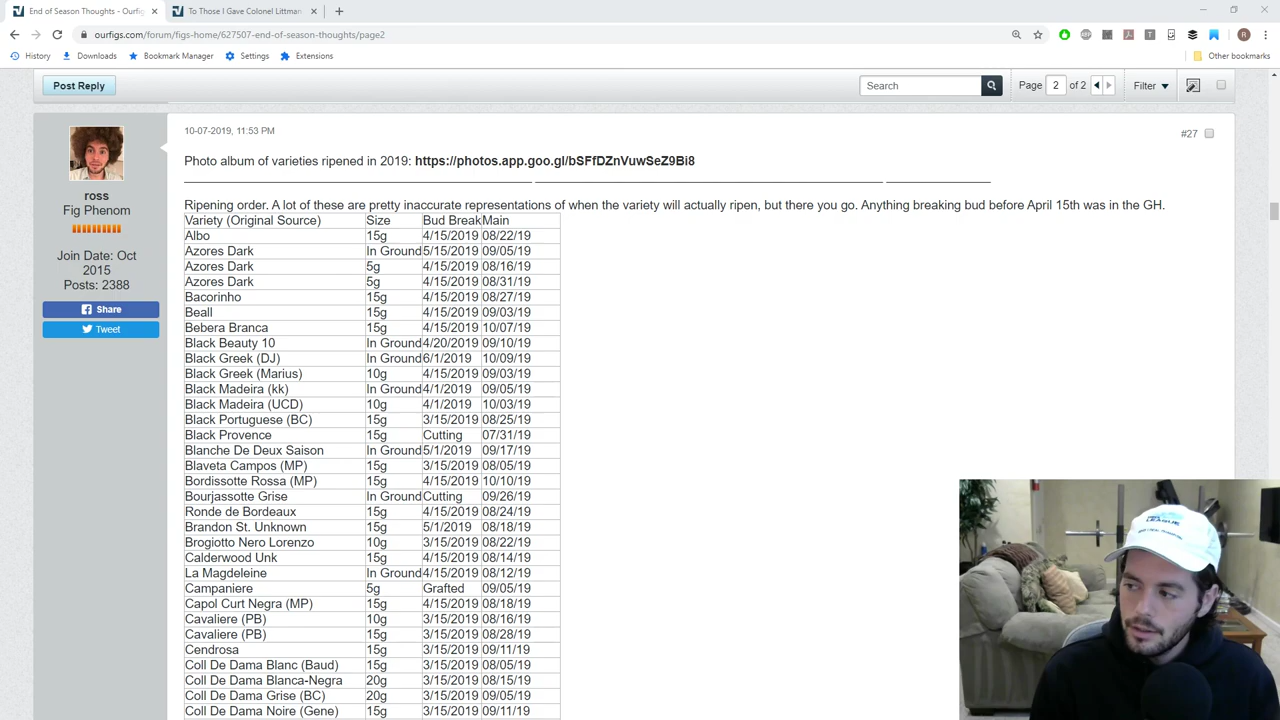 End of Season Thoughts - Ourfigs
To Those I Gave Colonel Littman
ourfigs.com/forum/figs-home/627507-end-of-season-thoughts/page2
History Downloads Bookmark Manager Settings Extensions Other bookmarks
Post Reply Search Page 2 of 2 Filter
10-07-2019, 11:53 PM #27
ross
Fig Phenom
Join Date: Oct
2015
Posts: 2388
Share
Tweet
Photo album of varieties ripened in 2019: https://photos.app.goo.gl/bSFfDZnVuwSeZ9Bi8
Ripening order. A lot of these are pretty inaccurate representations of when the variety will actually ripen, but there you go. Anything breaking bud before April 15th was in the GH.
Variety (Original Source) Size Bud Break Main
Albo 15g 4/15/2019 08/22/19
Azores Dark In Ground 5/15/2019 09/05/19
Azores Dark 5g 4/15/2019 08/16/19
Azores Dark 5g 4/15/2019 08/31/19
Bacorinho 15g 4/15/2019 08/27/19
Beall 15g 4/15/2019 09/03/19
Bebera Branca 15g 4/15/2019 10/07/19
Black Beauty 10 In Ground 4/20/2019 09/10/19
Black Greek (DJ) In Ground 6/1/2019 10/09/19
Black Greek (Marius) 10g 4/15/2019 09/03/19
Black Madeira (kk) In Ground 4/1/2019 09/05/19
Black Madeira (UCD) 10g 4/1/2019 10/03/19
Black Portuguese (BC) 15g 3/15/2019 08/25/19
Black Provence 15g Cutting 07/31/19
Blanche De Deux Saison In Ground 5/1/2019 09/17/19
Blaveta Campos (MP) 15g 3/15/2019 08/05/19
Bordissotte Rossa (MP) 15g 4/15/2019 10/10/19
Bourjassotte Grise In Ground Cutting 09/26/19
Ronde de Bordeaux 15g 4/15/2019 08/24/19
Brandon St. Unknown 15g 5/1/2019 08/18/19
Brogiotto Nero Lorenzo 10g 3/15/2019 08/22/19
Calderwood Unk 15g 4/15/2019 08/14/19
La Magdeleine In Ground 4/15/2019 08/12/19
Campaniere 5g Grafted 09/05/19
Capol Curt Negra (MP) 15g 4/15/2019 08/18/19
Cavaliere (PB) 10g 3/15/2019 08/16/19
Cavaliere (PB) 15g 3/15/2019 08/28/19
Cendrosa 15g 3/15/2019 09/11/19
Coll De Dama Blanc (Baud) 15g 3/15/2019 08/05/19
Coll De Dama Blanca-Negra 20g 3/15/2019 08/15/19
Coll De Dama Grise (BC) 20g 3/15/2019 09/05/19
Coll De Dama Noire (Gene) 15g 3/15/2019 09/11/19